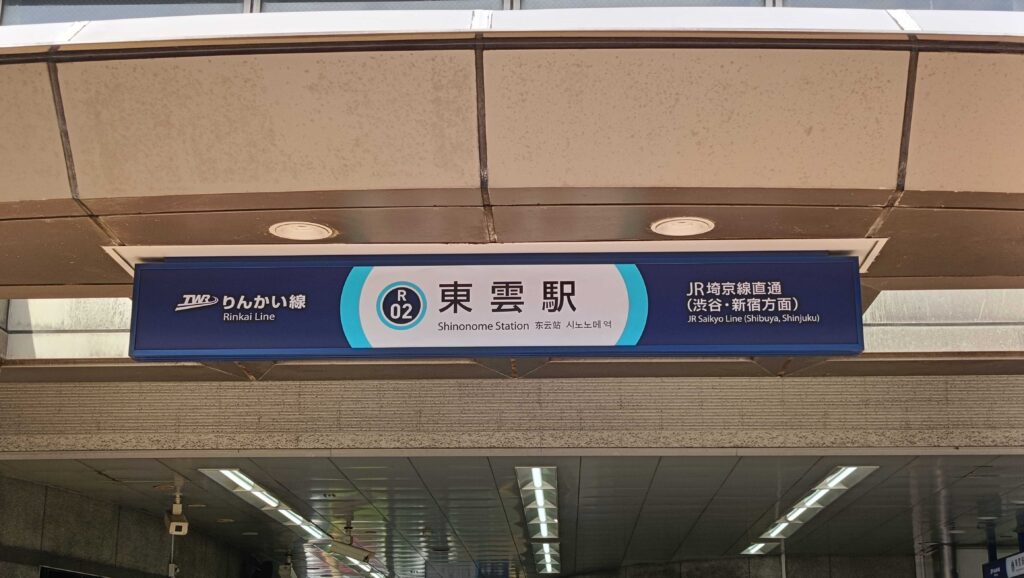 TWR りんかい線
Rinkai Line
R
02
東雲駅
Shinonome Station 东云站 시노노메 역
JR埼京線直通
(渋谷・新宿方面)
JR Saikyo Line (Shibuya, Shinjuku)